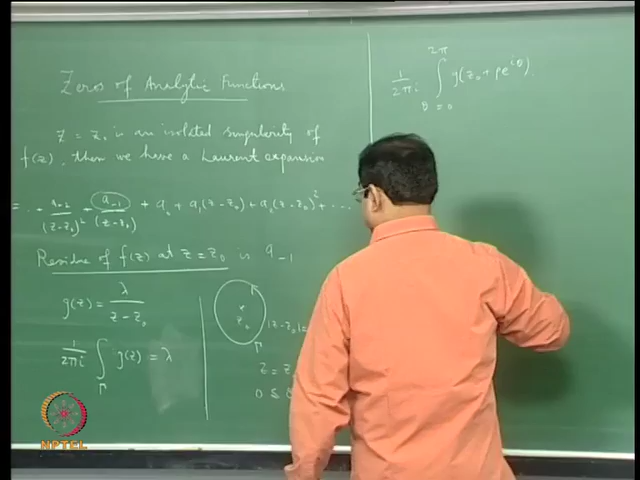 Zeros of Analytic Functions
z = z₀ is an isolated singularity of
f(z), then we have a Laurent expansion
= ·· + a₋₂/(z-z₀)² + a₋₁/(z-z₀) + a₀ + a₁(z-z₀) + a₂(z-z₀)² + ···
Residue of f(z) at z=z₀ is a₋₁
g(z) = λ/(z-z₀)
1/2πi ∫_Γ g(z) = λ
z₀
|z-z₀|=
Γ
z = z
0 ≤ θ
1/2πi ∫_{θ=0}^{2π} g(z₀ + ρe^{iθ})
NPTEL